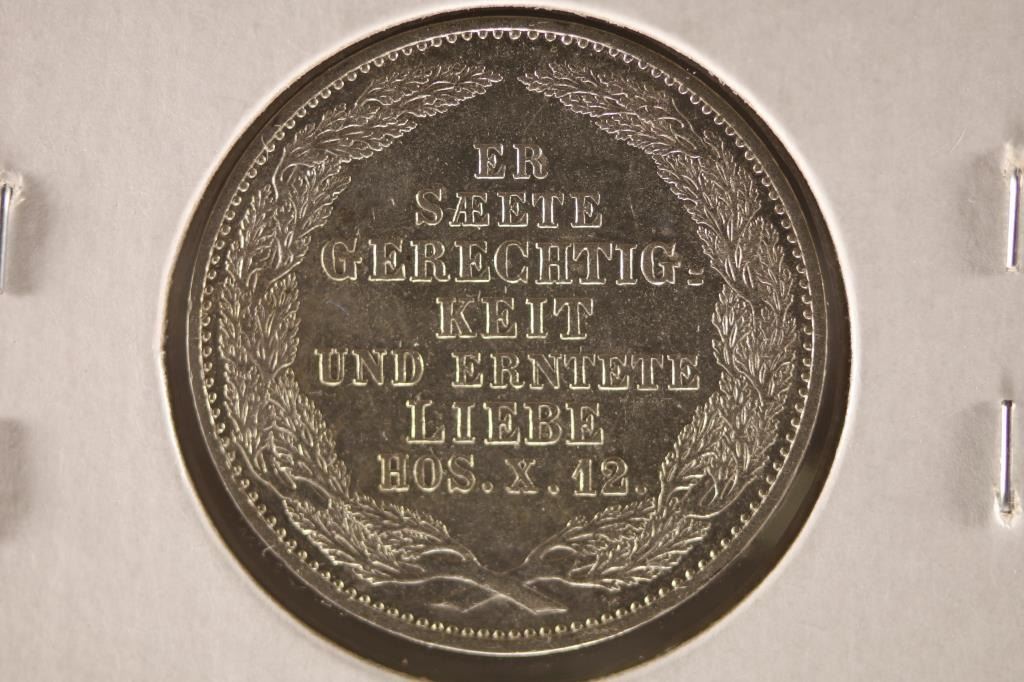 ER
SÆETE
GERECHTIG-
KEIT
UND ERNTETE
LIEBE
HOS. X. 12.